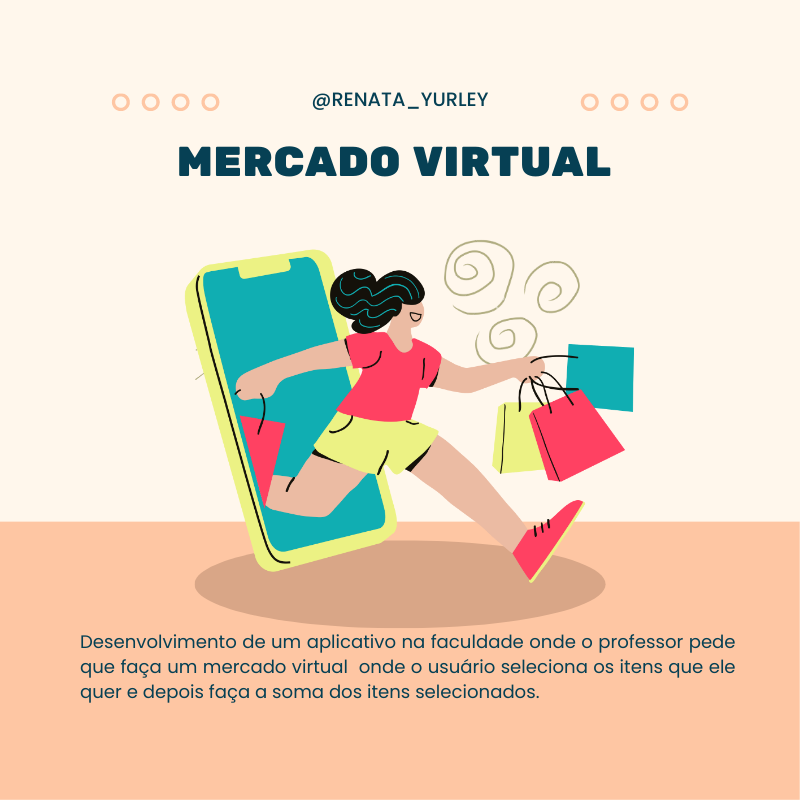 @RENATA_YURLEY
MERCADO VIRTUAL
Desenvolvimento de um aplicativo na faculdade onde o professor pede
que faça um mercado virtual  onde o usuário seleciona os itens que ele
quer e depois faça a soma dos itens selecionados.